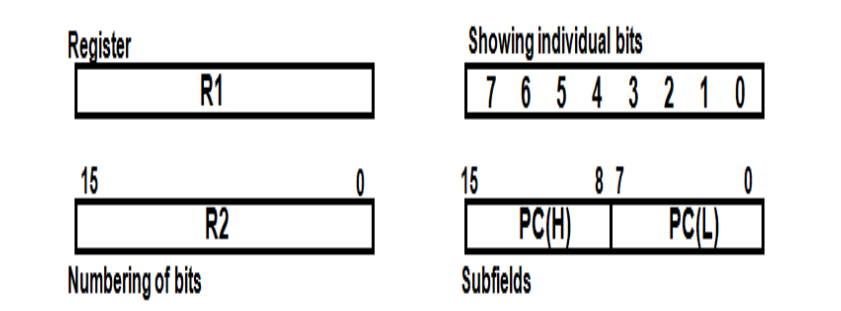 Register
R1
Showing individual bits
7 6 5 4 3 2 1 0
15 0
R2
Numbering of bits
15 8 7 0
PC(H) PC(L)
Subfields